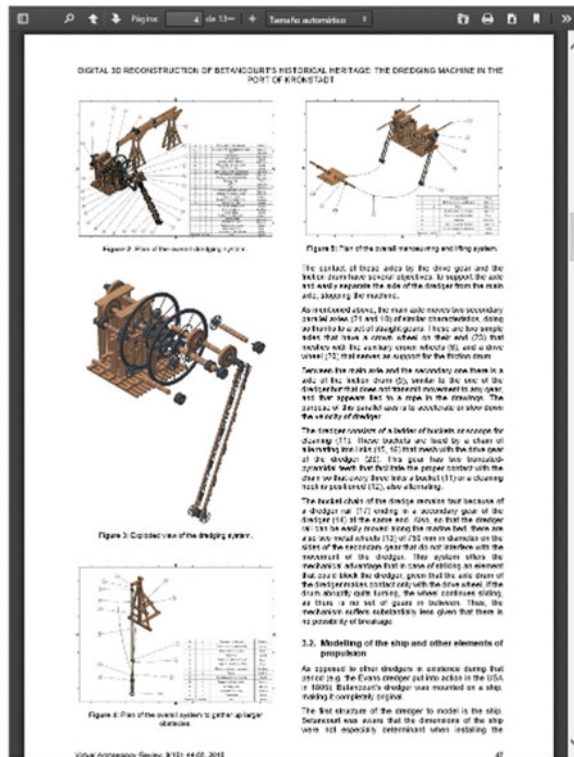 Página: 4 de 13 Tamaño automático
DIGITAL 3D RECONSTRUCTION OF BETANCOURT'S HISTORICAL HERITAGE: THE DREDGING MACHINE IN THE
PORT OF KRONSTADT
Figure 2: Plan of the overall dredging system.
Figure 3: Exploded view of the dredging system.
Figure 4: Plan of the overall system to gather up larger
obstacles.
Figure 5: Plan of the overall manoeuvring and lifting system.
The contact of these axles by the drive gear and the
friction drum have several objectives: to support the axle
and easily separate the axle of the dredger from the main
axle, stopping the machine.
As mentioned above, the main axle moves two secondary
parallel axles (21 and 10) of similar characteristics, doing
so thanks to a set of straight gears. These are two simple
axles that have a crown wheel on their end (23) that
meshes with the auxiliary crown wheels (6), and a drive
wheel (70) that serves as support for the friction drum.
Between the main axle and the secondary one there is a
axle of the friction drum (5), similar to the one of the
dredger but that does not transmit movement to any gear,
and that appears tied to a rope in the drawings. The
purpose of this parallel axle is to accelerate or slow down
the velocity of dredger.
The dredger consists of a ladder of buckets or scoops for
cleaning (11). These buckets are fixed by a chain of
alternating iron links (15, 16) that mesh with the drive gear
of the dredger (20). This gear has two truncated-
pyramidal teeth that facilitate the proper contact with the
chain so that every three links a bucket (11) or a cleaning
hook is positioned (12), also alternating.
The bucket chain of the dredge remains taut because of
a dredger rail (17) ending in a secondary gear of the
dredger (14) at the same end. Also, so that the dredger
rail can be easily moved along the marine bed, there are
also two metal wheels (13) of 750 mm in diameter on the
sides of the secondary gear that do not interfere with the
movement of the dredger. This system offers the
mechanical advantage that in case of striking an element
that could block the dredger, given that the axle drum of
the dredger makes contact only with the drive wheel, if the
drum abruptly quits turning, the wheel continues sliding,
as there is no set of gears in between. Thus, the
mechanism suffers substantially less given that there is
no possibility of breakage.
3.2. Modelling of the ship and other elements of
propulsion
As opposed to other dredgers in existence during that
period (e.g. the Evans dredger put into action in the USA
in 1805), Betancourt's dredger was mounted on a ship,
making it completely original.
The first structure of the dredger to model is the ship.
Betancourt was aware that the dimensions of the ship
were not especially determinant when installing the
Virtual Archaeology Review, 9(18): 44-56, 2018
47